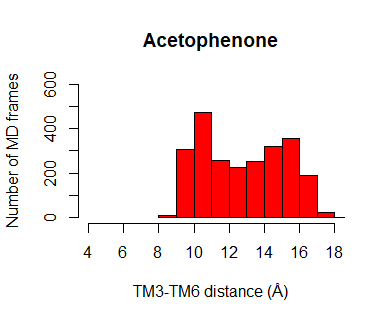 Acetophenone
Number of MD frames
600
400
200
0
4 6 8 10 12 14 16 18
TM3-TM6 distance (Å)